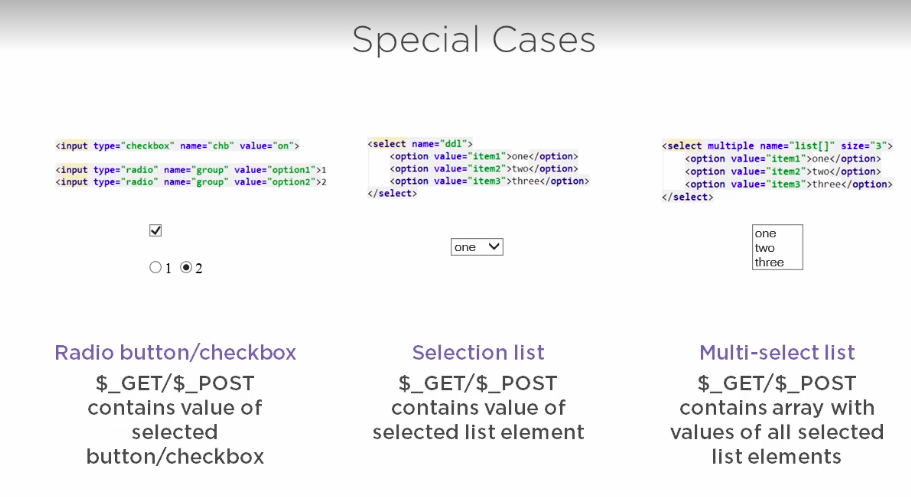 Special Cases
<input type="checkbox" name="chb" value="on">
<input type="radio" name="group" value="option1">1
<input type="radio" name="group" value="option2">2
1 2
Radio button/checkbox
$_GET/$_POST
contains value of
selected
button/checkbox
<select name="ddl">
<option value="item1">one</option>
<option value="item2">two</option>
<option value="item3">three</option>
</select>
one
Selection list
$_GET/$_POST
contains value of
selected list element
<select multiple name="list[]" size="3">
<option value="item1">one</option>
<option value="item2">two</option>
<option value="item3">three</option>
</select>
one
two
three
Multi-select list
$_GET/$_POST
contains array with
values of all selected
list elements